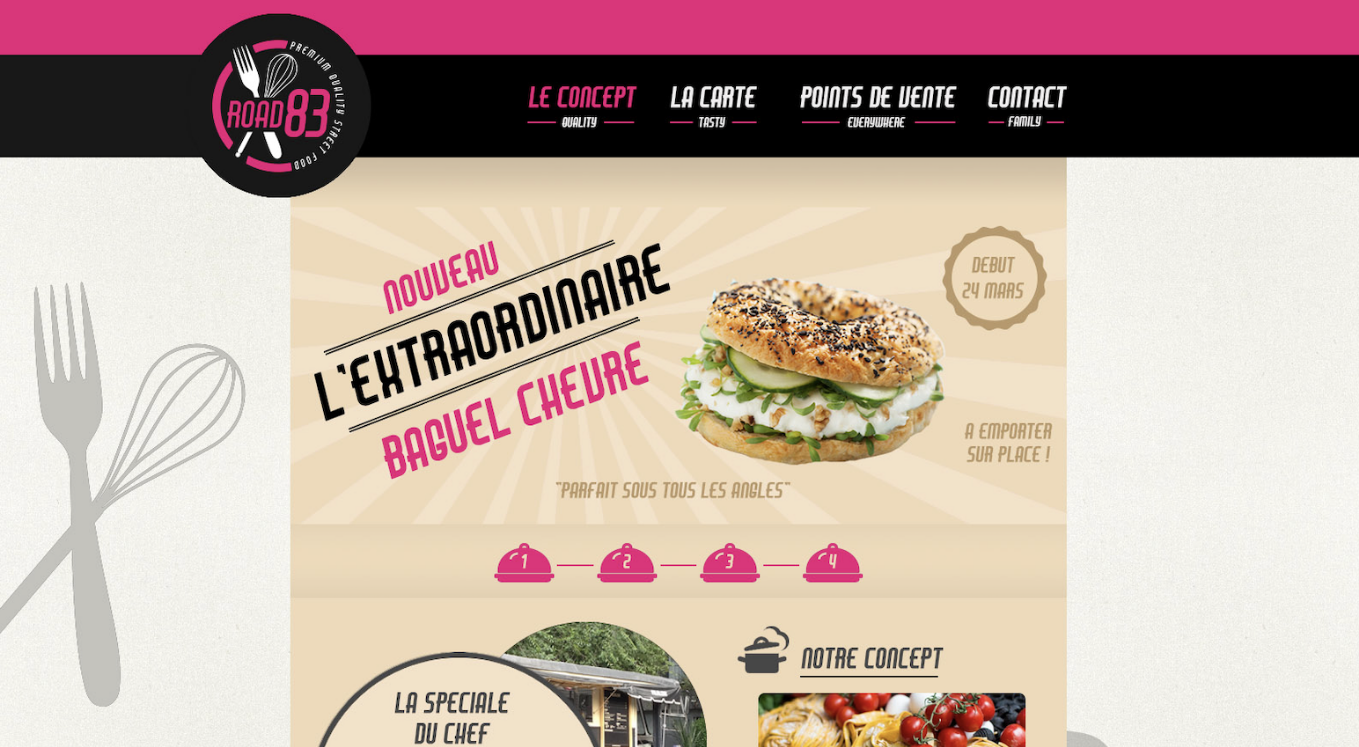 PREMIUM QUALITY STREET FOOD
ROAD 83
LE CONCEPT
QUALITY
LA CARTE
TASTY
POINTS DE VENTE
EVERYWHERE
CONTACT
FAMILY
NOUVEAU
L'EXTRAORDINAIRE
BAGUEL CHEVRE
DEBUT
24 MARS
A EMPORTER
SUR PLACE !
"PARFAIT SOUS TOUS LES ANGLES"
1
2
3
4
LA SPECIALE
DU CHEF
NOTRE CONCEPT